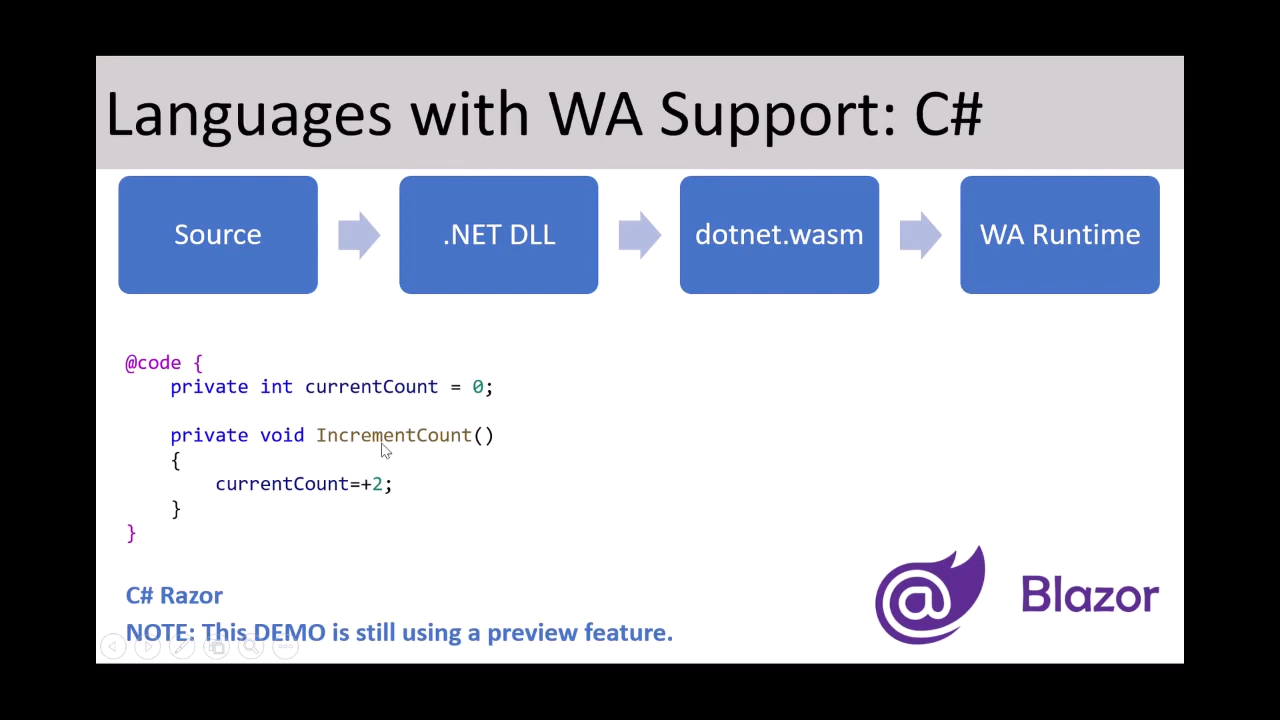 Languages with WA Support: C#
Source
.NET DLL
dotnet.wasm
WA Runtime
@code {
    private int currentCount = 0;
    private void IncrementCount()
    {
        currentCount=+2;
    }
}
C# Razor
NOTE: This DEMO is still using a preview feature.
@ Blazor